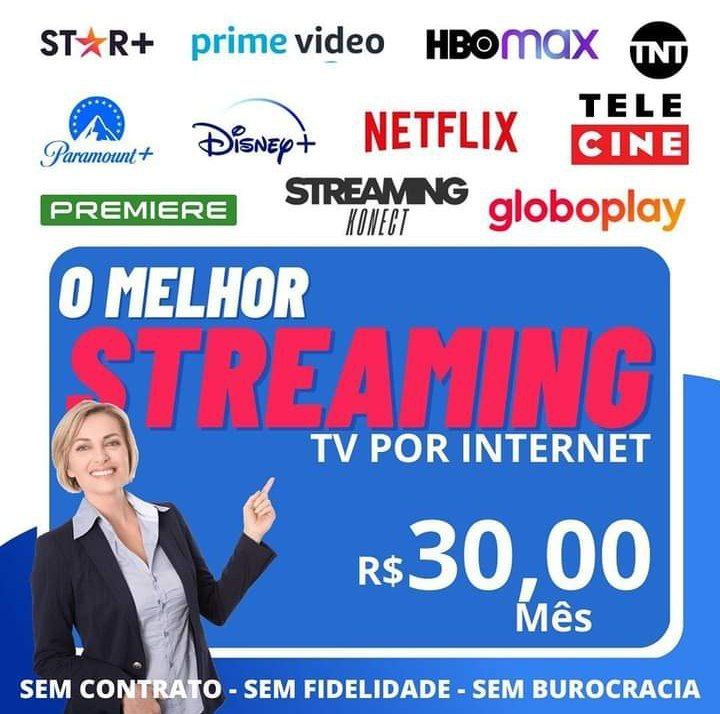 ST★R+ prime video HBOmax TNT
Paramount+ Disney+ NETFLIX TELE
CINE
PREMIERE STREAMING
KONECT globoplay
O MELHOR
STREAMING
TV POR INTERNET
R$30,00
Mês
SEM CONTRATO - SEM FIDELIDADE - SEM BUROCRACIA